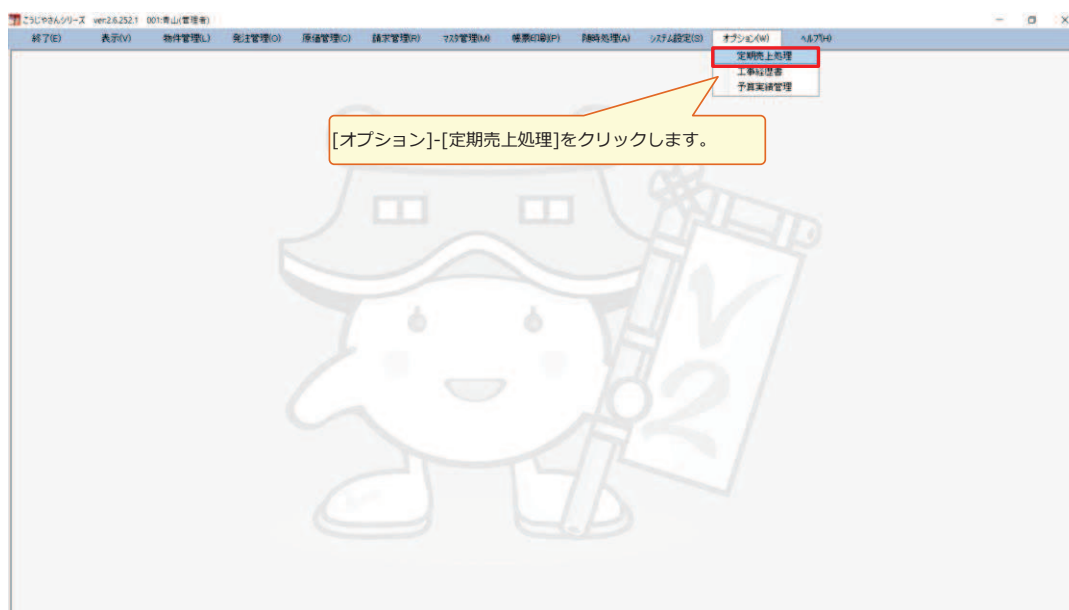 こうじやさんシリーズ ver:2.6.252.1 001:青山(管理者)
終了(E) 表示(V) 物件管理(L) 発注管理(O) 原価管理(C) 請求管理(R) マスタ管理(M) 帳票印刷(P) 随時処理(A) システム設定(S) オプション(W) ヘルプ(H)
定期売上処理
工事経歴書
予算実績管理
[オプション]-[定期売上処理]をクリックします。
V2